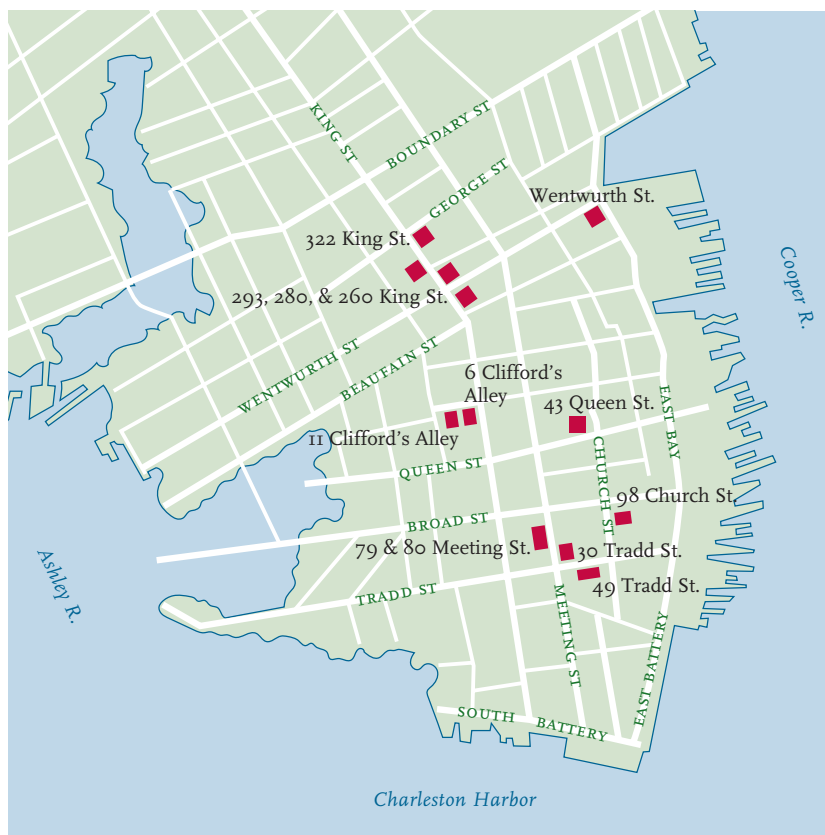 KING ST
BOUNDARY ST
GEORGE ST
Wentwurth St.
322 King St.
Cooper R.
293, 280, & 260 King St.
WENTWURTH ST
BEAUFAIN ST
6 Clifford's
Alley
43 Queen St.
EAST BAY
11 Clifford's Alley
CHURCH ST
QUEEN ST
98 Church St.
BROAD ST
79 & 80 Meeting St.
30 Tradd St.
Ashley R.
49 Tradd St.
TRADD ST
MEETING ST
EAST BATTERY
SOUTH BATTERY
Charleston Harbor